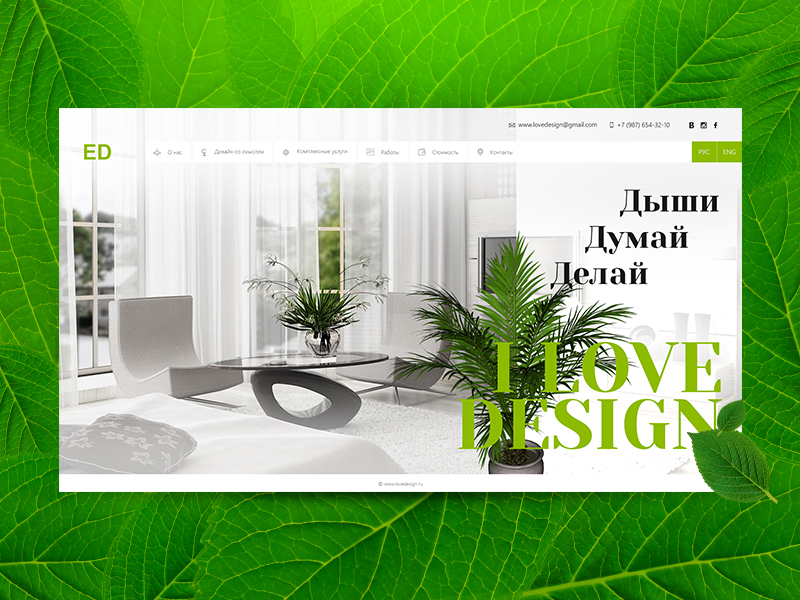 www.lovedesign@gmail.com +7 (987) 654-32-10 B f
ED
О нас Дизайн со смыслом Комплексные услуги Работы Стоимость Контакты РУС ENG
Дыши
Думай
Делай
I LOVE
DESIGN
© www.lovedesign.ru